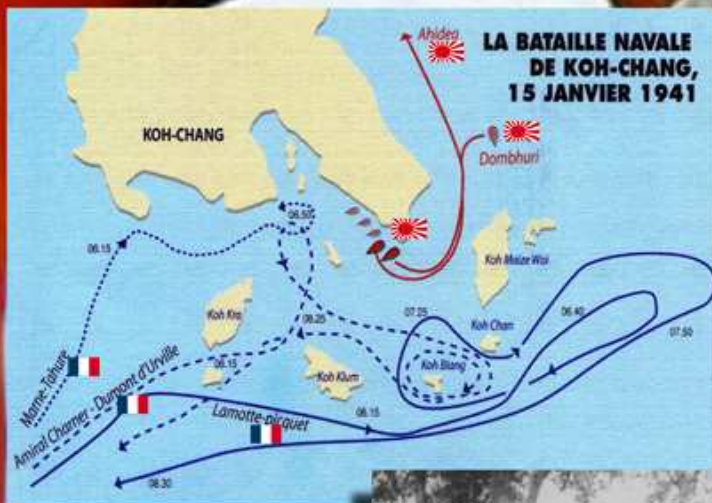 LA BATAILLE NAVALE
DE KOH-CHANG,
15 JANVIER 1941
Ahidea
KOH-CHANG
Dombhuri
06.50
06.15
Koh Maize Woi
07.25
06.40
Koh Kra
06.25
Koh Chan
07.50
06.15
Koh Klum
Koh Blang
Marne-Tahure
Amiral Charner - Dumont d'Urville
Lamotte-picquet
06.15
08.30